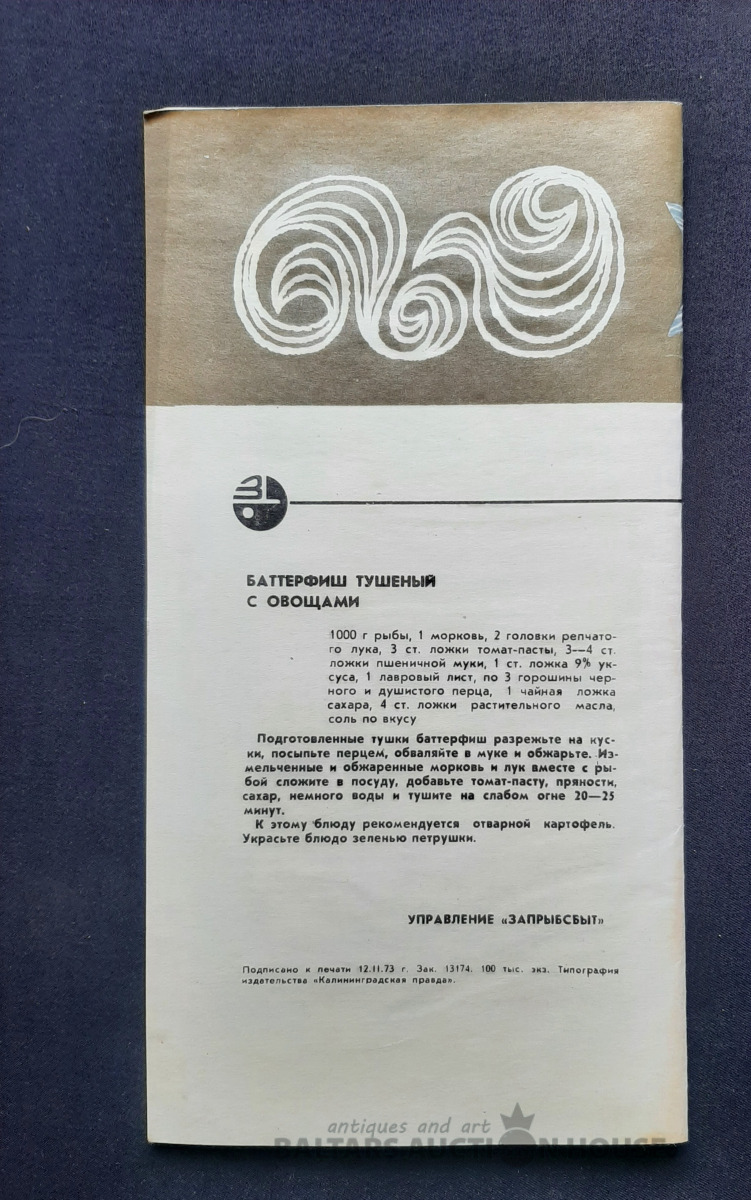 БАТТЕРФИШ ТУШЕНЫЙ
С ОВОЩАМИ
1000 г рыбы, 1 морковь, 2 головки репчато-
го лука, 3 ст. ложки томат-пасты, 3—4 ст.
ложки пшеничной муки, 1 ст. ложка 9% ук-
суса, 1 лавровый лист, по 3 горошины чер-
ного и душистого перца, 1 чайная ложка
сахара, 4 ст. ложки растительного масла,
соль по вкусу
Подготовленные тушки баттерфиш разрежьте на кус-
ки, посыпьте перцем, обваляйте в муке и обжарьте. Из-
мельченные и обжаренные морковь и лук вместе с ры-
бой сложите в посуду, добавьте томат-пасту, пряности,
сахар, немного воды и тушите на слабом огне 20—25
минут.
К этому блюду рекомендуется отварной картофель.
Украсьте блюдо зеленью петрушки.
УПРАВЛЕНИЕ «ЗАПРЫБСБЫТ»
Подписано к печати 12.II.73 г. Зак. 13174. 100 тыс. экз. Типография
издательства «Калининградская правда».
antiques and art
BALTARS AUCTION HOUSE